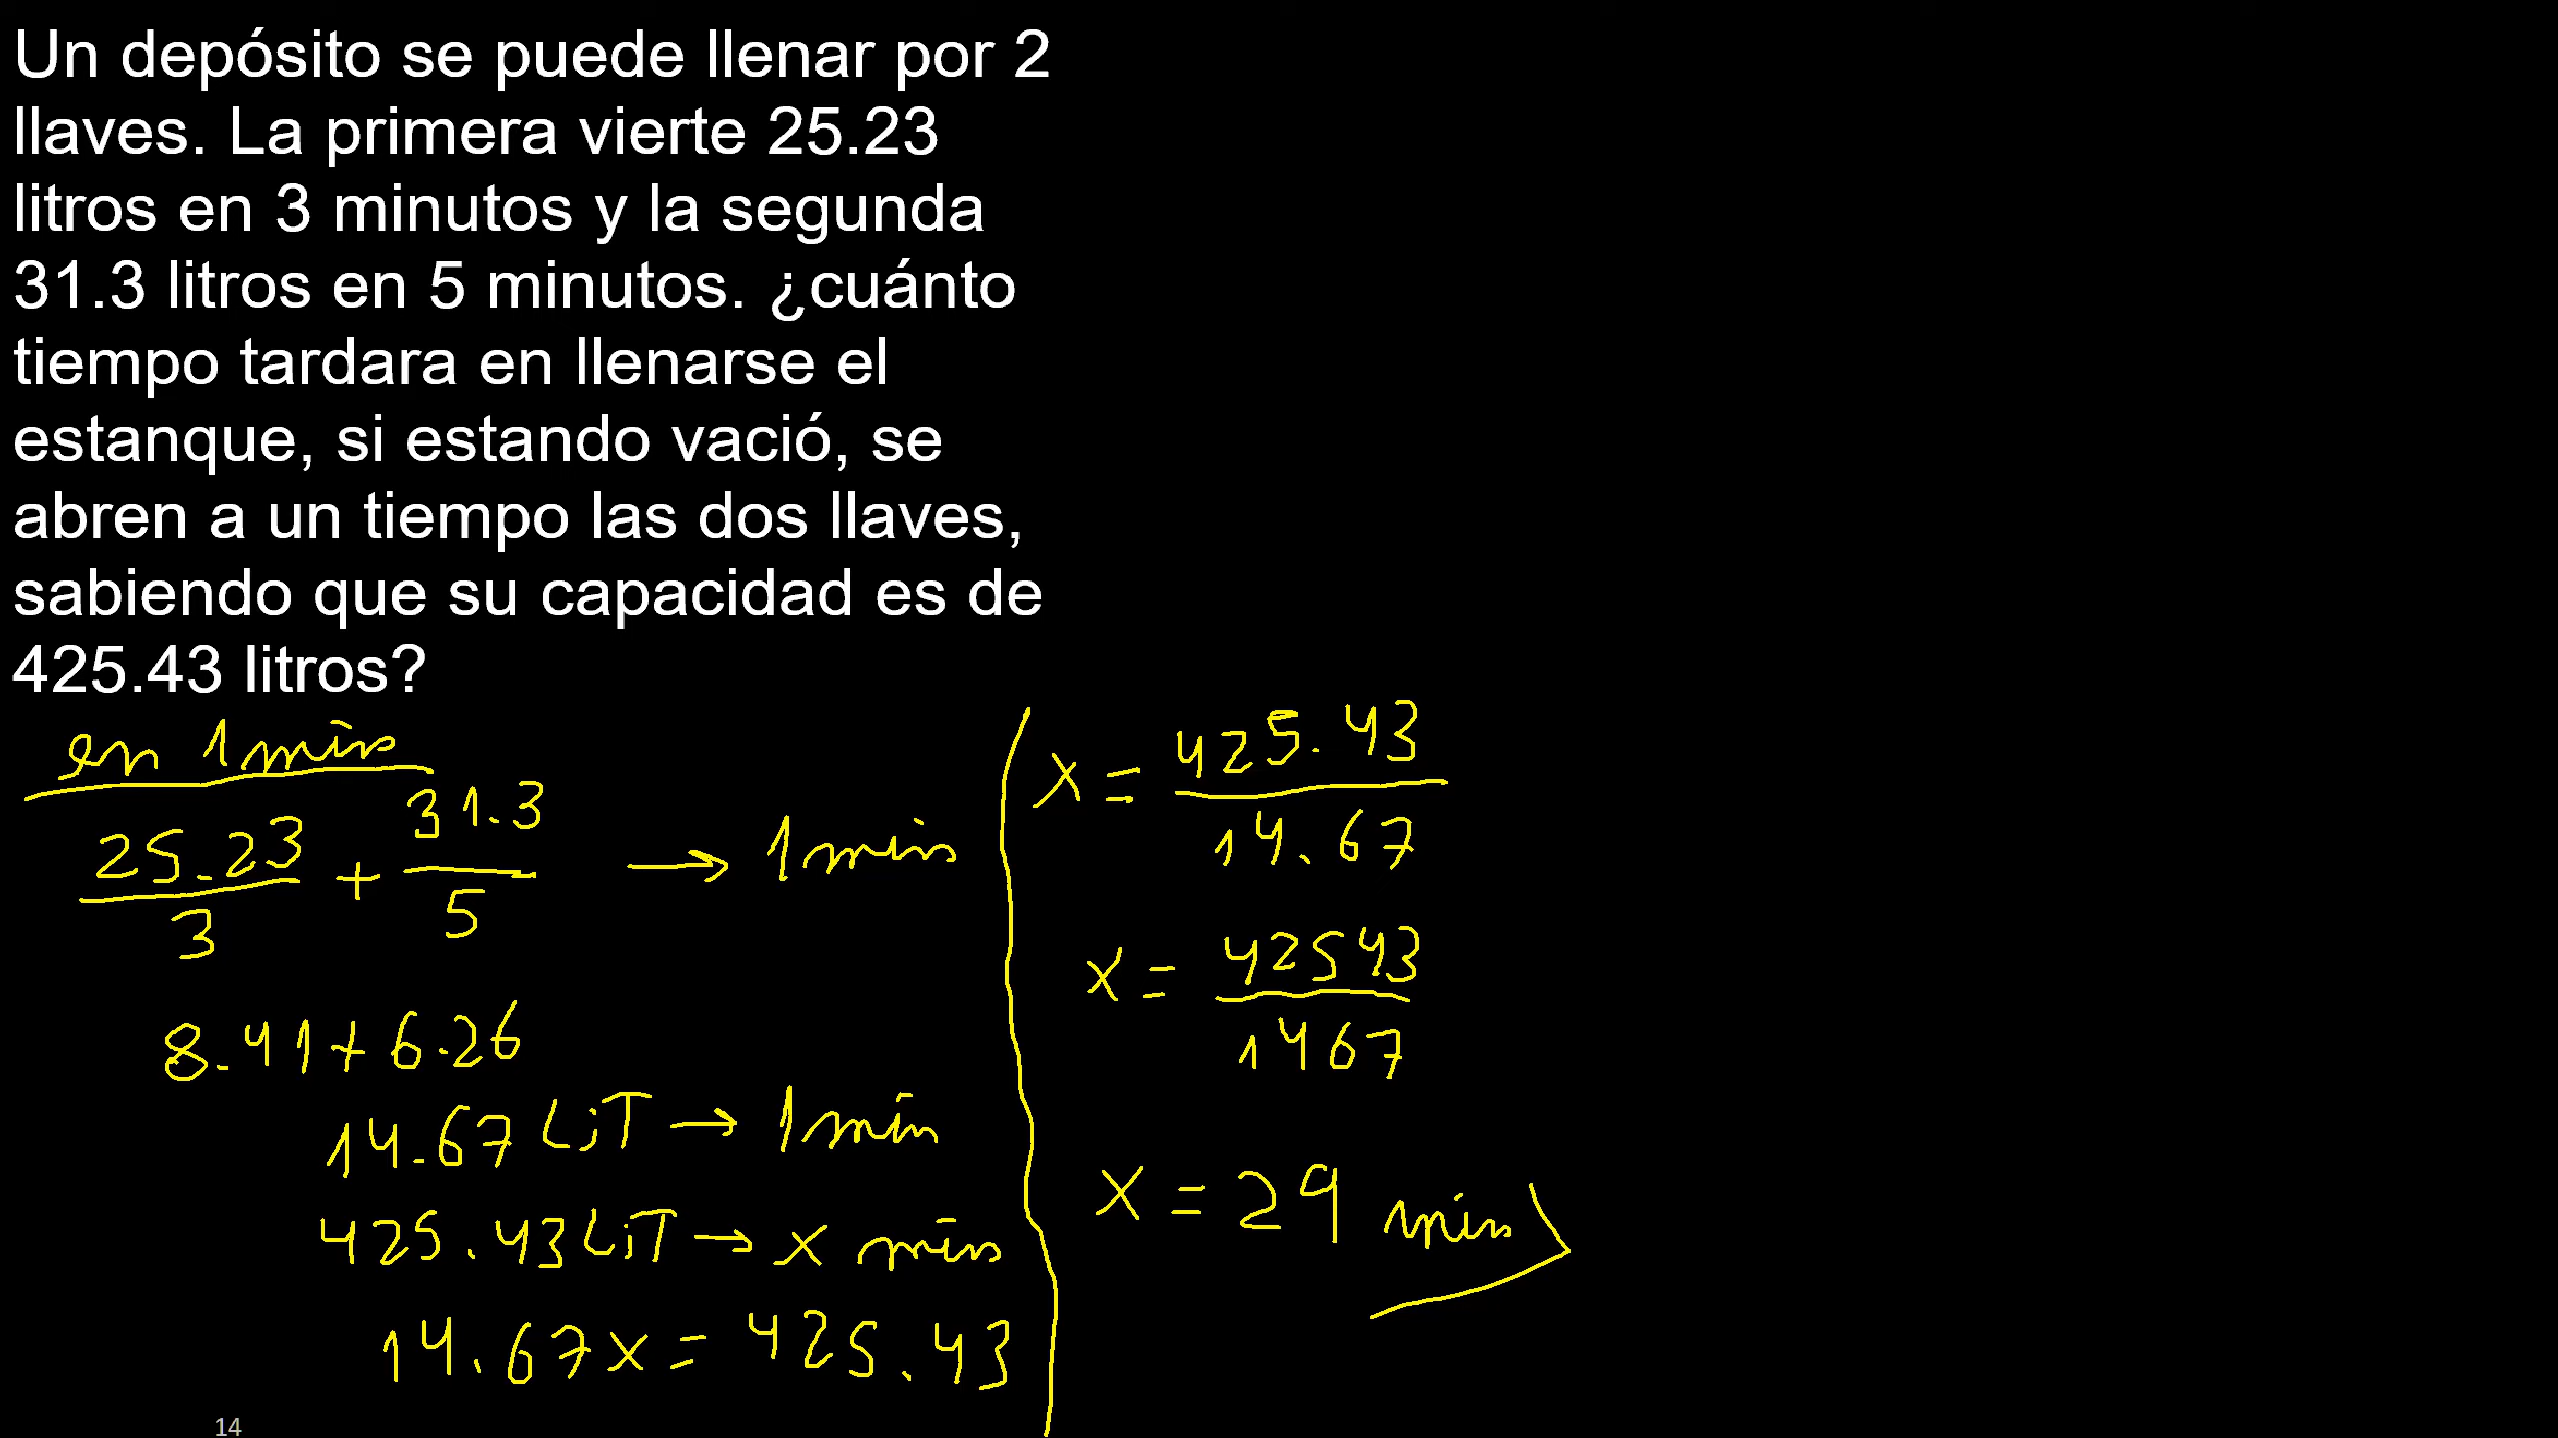 Un depósito se puede llenar por 2
llaves. La primera vierte 25.23
litros en 3 minutos y la segunda
31.3 litros en 5 minutos. ¿cuánto
tiempo tardara en llenarse el
estanque, si estando vació, se
abren a un tiempo las dos llaves,
sabiendo que su capacidad es de
425.43 litros?
en 1 min
25.23/3 + 31.3/5 → 1 min
8.41 + 6.26
14.67 LiT → 1 min
425.43 LiT → x min
14.67x = 425.43
x = 425.43/14.67
x = 42543/1467
x = 29 min
14